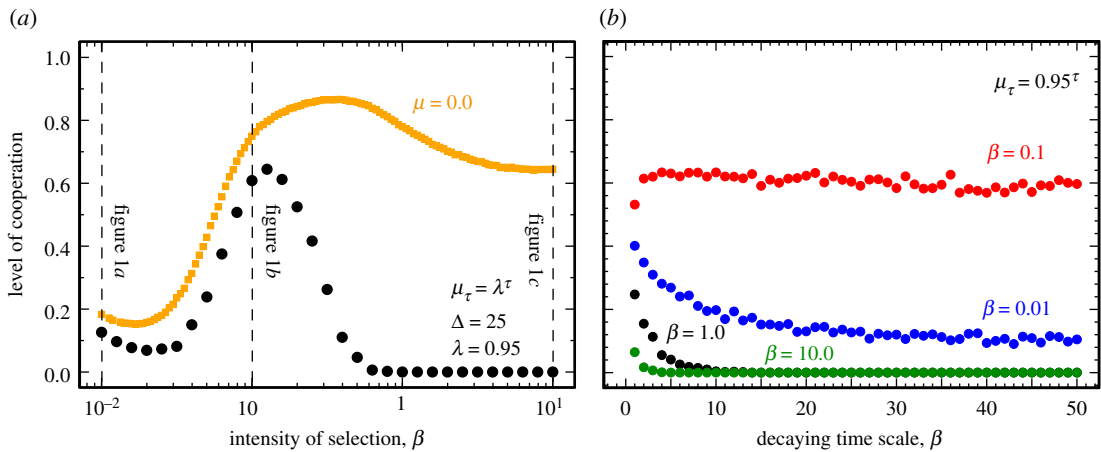 (a)
(b)
1.0
0.8
0.6
0.4
0.2
0.0
level of cooperation
μ = 0.0
figure 1a
figure 1b
figure 1c
μτ = λ^τ
Δ = 25
λ = 0.95
10⁻²
10
1
10¹
intensity of selection, β
μτ = 0.95^τ
β = 0.1
β = 0.01
β = 1.0
β = 10.0
0
10
20
30
40
50
decaying time scale, β